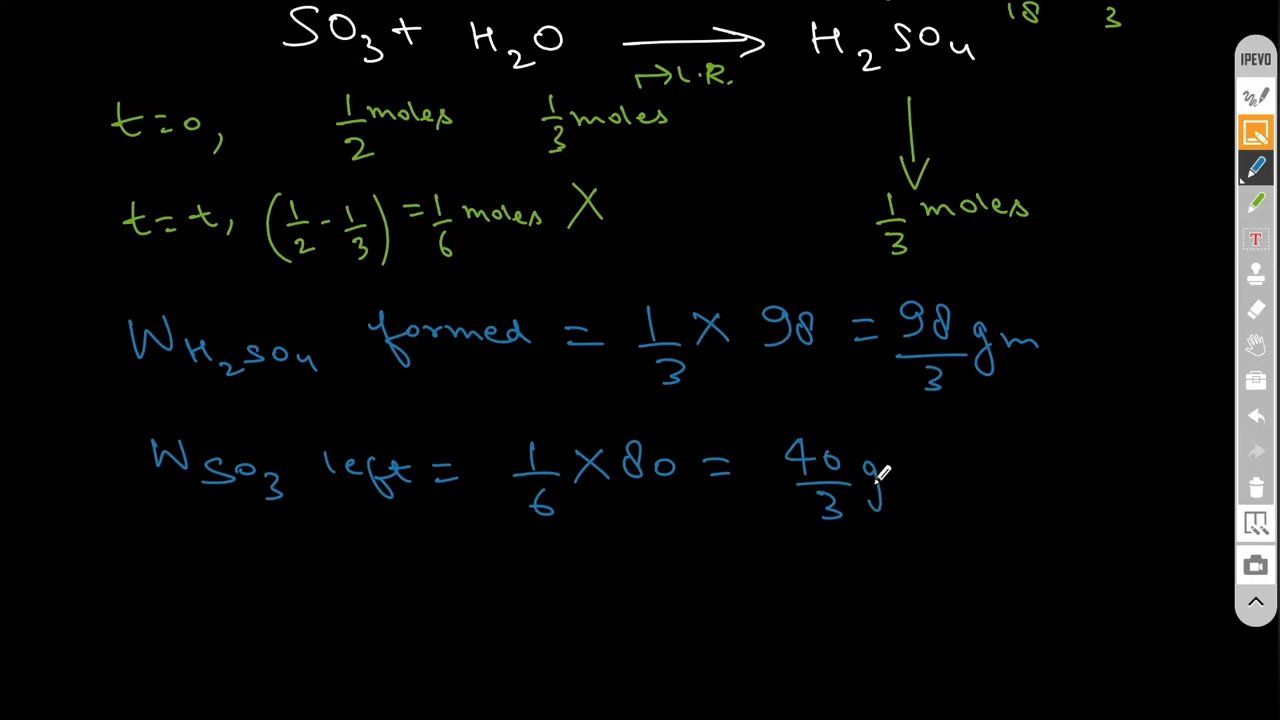 18 3
SO₃ + H₂O ⟶ H₂SO₄
↦L.R.
t=0, 1/2 moles 1/3 moles
t=t, (1/2 - 1/3) = 1/6 moles X 1/3 moles
W H₂SO₄ formed = 1/3 X 98 = 98/3 gm
W SO₃ left = 1/6 X 80 = 40/3 g
IPEVO
T